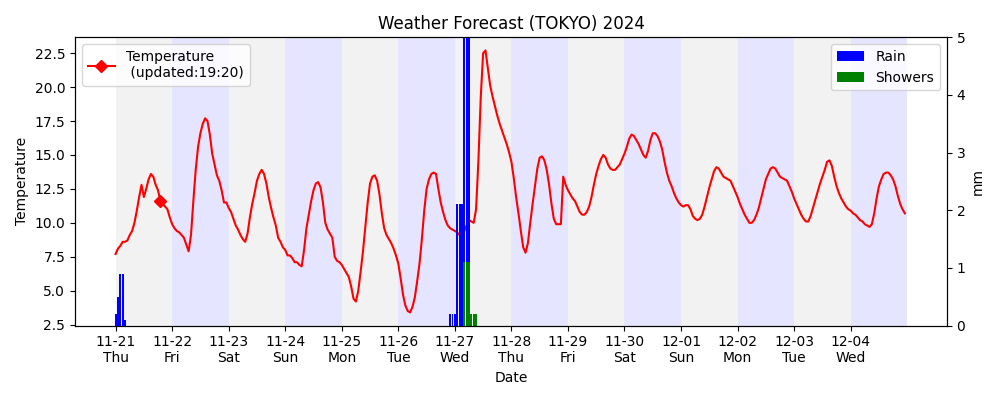 Weather Forecast (TOKYO) 2024
Temperature
(updated:19:20)
Rain
Showers
Temperature
22.5
20.0
17.5
15.0
12.5
10.0
7.5
5.0
2.5
5
4
3
2
1
0
mm
11-21 11-22 11-23 11-24 11-25 11-26 11-27 11-28 11-29 11-30 12-01 12-02 12-03 12-04
Thu Fri Sat Sun Mon Tue Wed Thu Fri Sat Sun Mon Tue Wed
Date